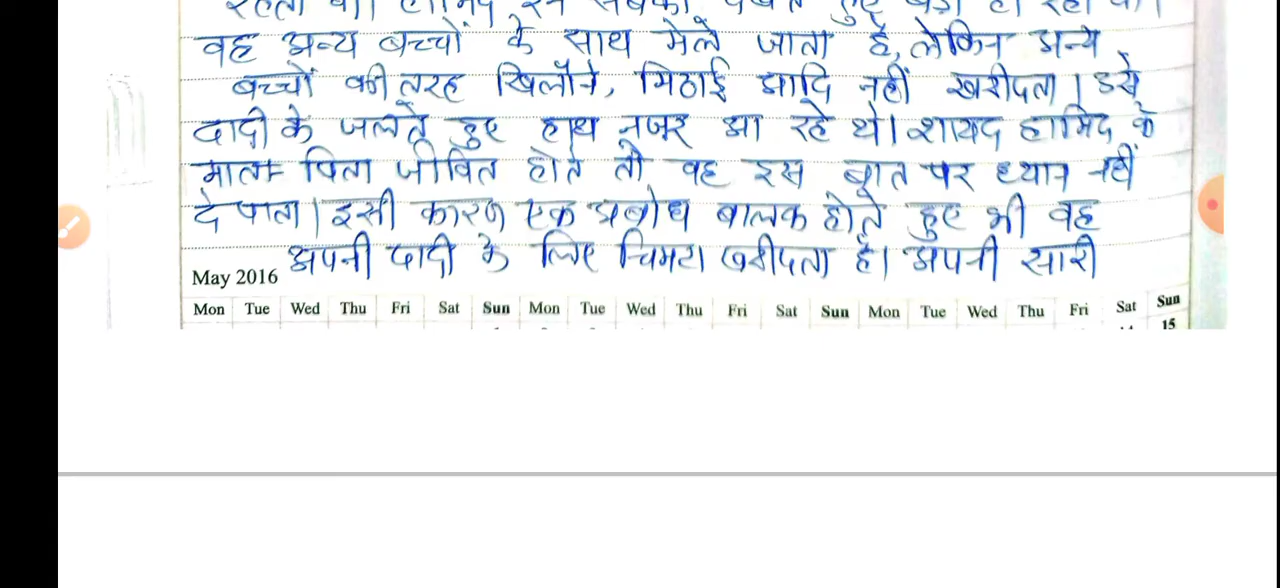 वह अन्य बच्चों के साथ मेले जाता है, लेकिन अन्य
बच्चों की तरह खिलौने, मिठाई आदि नहीं खरीदता । उसे
दादी के जलते हुए हाथ नजर आ रहे थे। शायद हामिद के
माता पिता जीवित होते तो वह इस बात पर ध्यान नहीं
दे पाता। इसी कारण एक अबोध बालक होते हुए भी वह
अपनी दादी के लिए चिमटा खरीदता है। अपनी सारी
May 2016
Mon Tue Wed Thu Fri Sat Sun Mon Tue Wed Thu Fri Sat Sun Mon Tue Wed Thu Fri Sat Sun
15